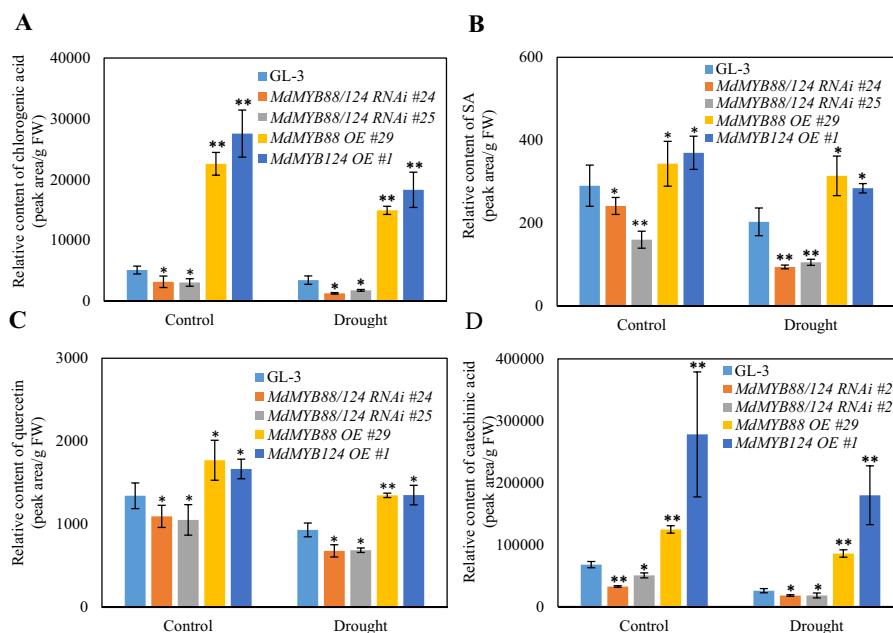 A
Relative content of chlorogenic acid
(peak area/g FW)
40000
30000
20000
10000
0
GL-3
MdMYB88/124 RNAi #24
MdMYB88/124 RNAi #25
MdMYB88 OE #29
MdMYB124 OE #1
* * ** **
* * ** **
Control Drought
B
Relative content of SA
(peak area/g FW)
600
400
200
0
GL-3
MdMYB88/124 RNAi #24
MdMYB88/124 RNAi #25
MdMYB88 OE #29
MdMYB124 OE #1
* ** * *
** ** * *
Control Drought
C
Relative content of quercetin
(peak area/g FW)
3000
2000
1000
0
GL-3
MdMYB88/124 RNAi #24
MdMYB88/124 RNAi #25
MdMYB88 OE #29
MdMYB124 OE #1
* * * *
* * ** *
Control Drought
D
Relative content of catechinic acid
(peak area/g FW)
400000
300000
200000
100000
0
GL-3
MdMYB88/124 RNAi #2
MdMYB88/124 RNAi #2
MdMYB88 OE #29
MdMYB124 OE #1
** * ** **
* * ** **
Control Drought